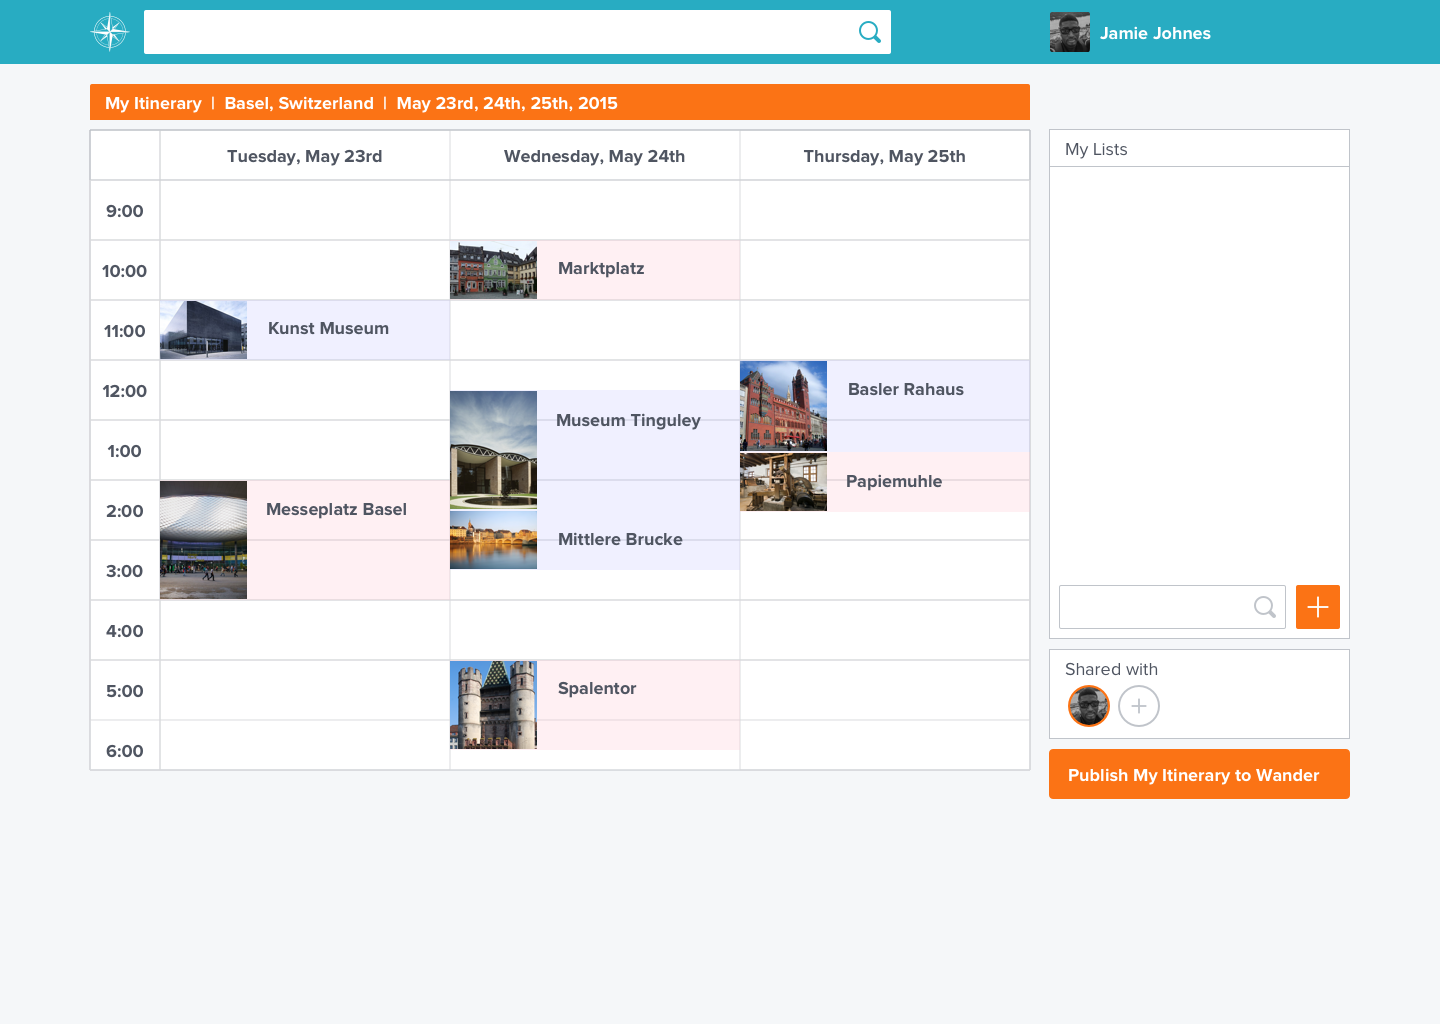 Jamie Johnes
My Itinerary | Basel, Switzerland | May 23rd, 24th, 25th, 2015
Tuesday, May 23rd
Wednesday, May 24th
Thursday, May 25th
My Lists
9:00
10:00
Marktplatz
11:00
Kunst Museum
12:00
Basler Rahaus
Museum Tinguley
1:00
Papiemuhle
2:00
Messeplatz Basel
Mittlere Brucke
3:00
4:00
5:00
Spalentor
6:00
Shared with
Publish My Itinerary to Wander